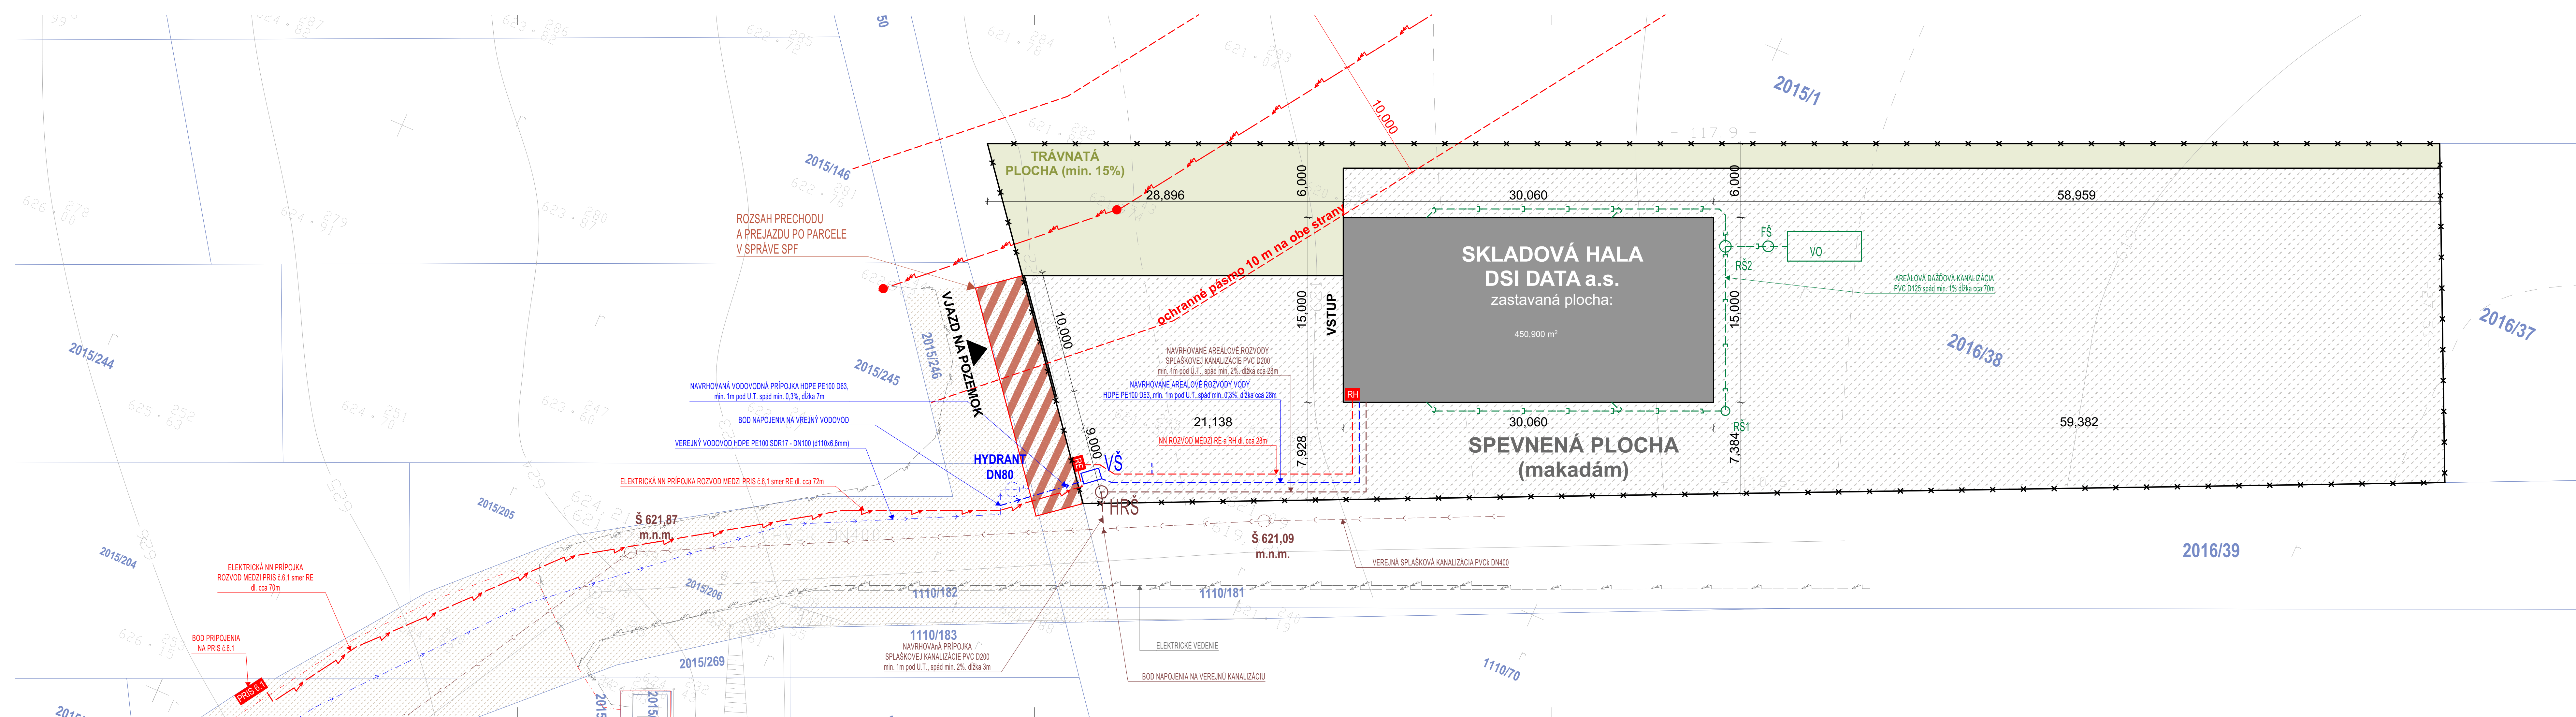 50
2015/1
10,000
- 117. 9 -
TRÁVNATÁ
PLOCHA (min. 15%)
2015/146
28,896
6,000
30,060
6,000
58,959
ROZSAH PRECHODU
A PREJAZDU PO PARCELE
V SPRÁVE SPF
ochranné pásmo 10 m na obe strany
SKLADOVÁ HALA
DSI DATA a.s.
zastavaná plocha:
450,900 m²
FŠ
VO
RŠ2
AREÁLOVÁ DAŽĎOVÁ KANALIZÁCIA
PVC D125 spád min. 1% dĺžka cca 70m
VJAZD NA POZEMOK
10,000
15,000
VSTUP
15,000
2016/37
2016/38
2015/244
2015/245
2015/246
NAVRHOVANÉ AREÁLOVÉ ROZVODY
SPLAŠKOVEJ KANALIZÁCIE PVC D200
min. 1m pod U.T., spád min. 2%. dĺžka cca 28m
NAVRHOVANÁ VODOVODNÁ PRÍPOJKA HDPE PE100 D63,
min. 1m pod U.T. spád min. 0,3%, dĺžka 7m
NAVRHOVANÉ AREÁLOVÉ ROZVODY VODY
HDPE PE100 D63, min. 1m pod U.T. spád min. 0,3%, dĺžka cca 28m
RH
BOD NAPOJENIA NA VREJNÝ VODOVOD
VEREJNÝ VODOVOD HDPE PE100 SDR17 - DN100 (d110x6,6mm)
9,000
21,138
30,060
RŠ1
59,382
NN ROZVOD MEDZI RE a RH dl. cca 28m
7,928
SPEVNENÁ PLOCHA
(makadám)
7,384
HYDRANT
DN80
RE
VŠ
ELEKTRICKÁ NN PRÍPOJKA ROZVOD MEDZI PRIS č.6,1 smer RE dl. cca 72m
HRŠ
2015/205
Š 621,87
m.n.m.
Š 621,09
m.n.m.
2016/39
2015/204
VEREJNÁ SPLAŠKOVÁ KANALIZÁCIA PVCk DN400
ELEKTRICKÁ NN PRÍPOJKA
ROZVOD MEDZI PRIS č.6,1 smer RE
dl. cca 70m
2015/206
1110/182
1110/181
BOD PRIPOJENIA
NA PRIS č.6.1
1110/183
NAVRHOVAnÁ PRÍPOJKA
SPLAŠKOVEJ KANALIZÁCIE PVC D200
min. 1m pod U.T., spád min. 2%. dĺžka 3m
ELEKTRICKÉ VEDENIE
2015/269
1110/70
BOD NAPOJENIA NA VEREJNÚ KANALIZÁCIU
PRIS 6.1